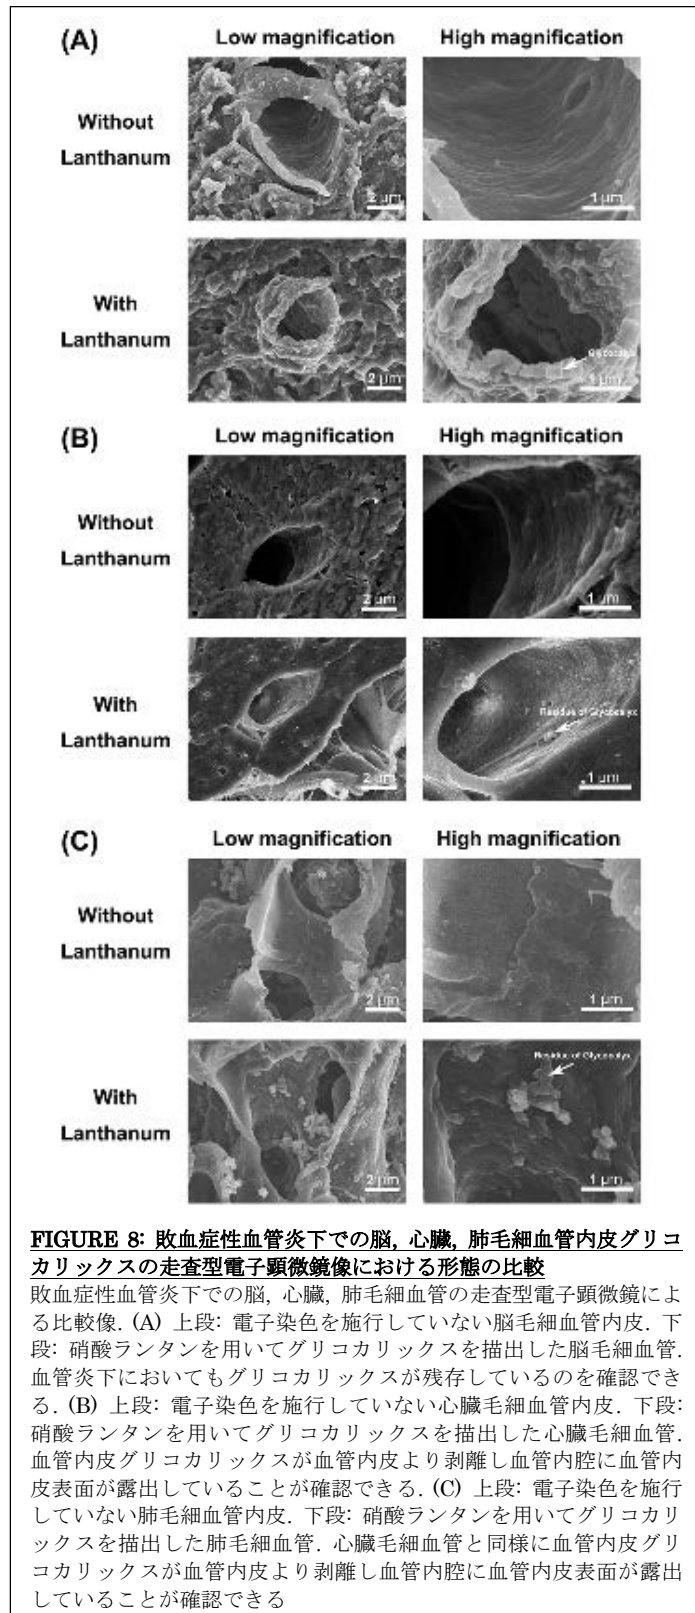 (A)
Low magnification High magnification
Without
Lanthanum
2 μm
1 μm
With
Lanthanum
2 μm
Glycocalyx
1 μm
(B)
Low magnification High magnification
Without
Lanthanum
2 μm
1 μm
With
Lanthanum
2 μm
Residue of Glycocalyx
1 μm
(C)
Low magnification High magnification
Without
Lanthanum
2 μm
1 μm
With
Lanthanum
2 μm
Residue of Glycocalyx
1 μm
FIGURE 8: 敗血症性血管炎下での脳, 心臓, 肺毛細血管内皮グリコ
カリックスの走査型電子顕微鏡像における形態の比較
敗血症性血管炎下での脳, 心臓, 肺毛細血管の走査型電子顕微鏡によ
る比較像. (A) 上段: 電子染色を施行していない脳毛細血管内皮. 下
段: 硝酸ランタンを用いてグリコカリックスを描出した脳毛細血管.
血管炎下においてもグリコカリックスが残存しているのを確認でき
る. (B) 上段: 電子染色を施行していない心臓毛細血管内皮. 下段:
硝酸ランタンを用いてグリコカリックスを描出した心臓毛細血管.
血管内皮グリコカリックスが血管内皮より剥離し血管内腔に血管内
皮表面が露出していることが確認できる. (C) 上段: 電子染色を施行
していない肺毛細血管内皮. 下段: 硝酸ランタンを用いてグリコカリ
ックスを描出した肺毛細血管. 心臓毛細血管と同様に血管内皮グリ
コカリックスが血管内皮より剥離し血管内腔に血管内皮表面が露出
していることが確認できる